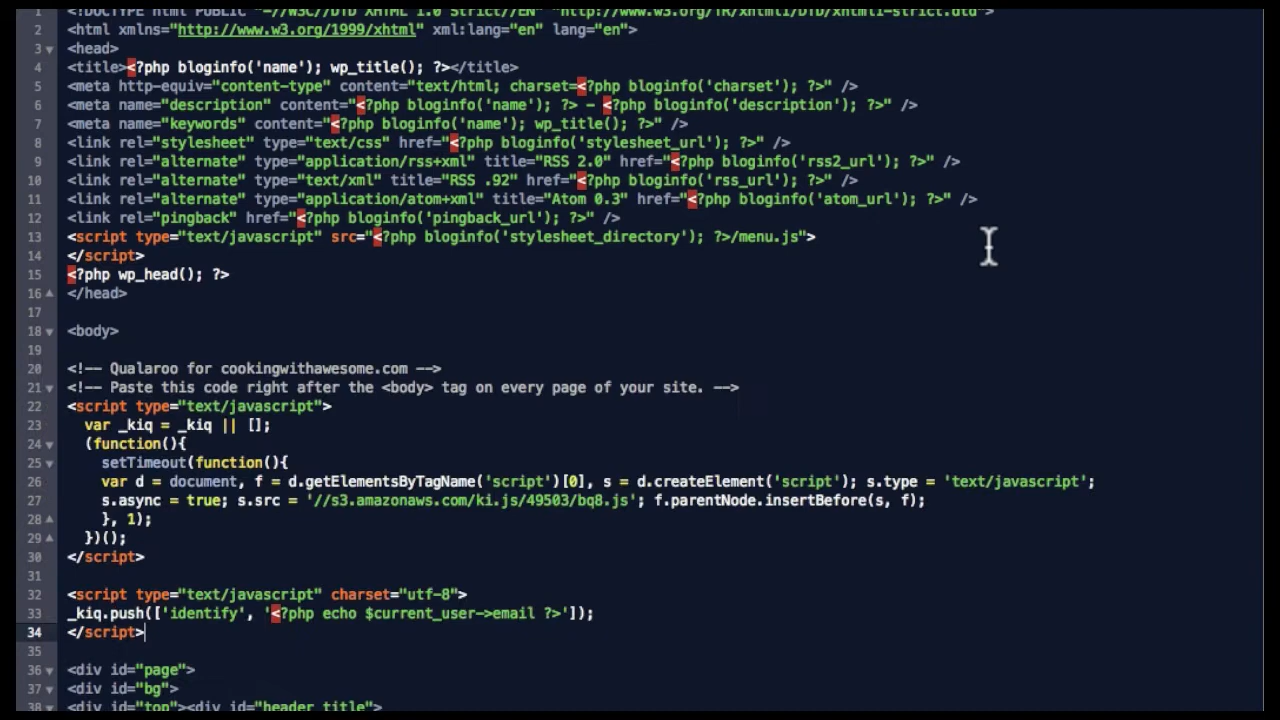 1 <!DOCTYPE html PUBLIC "-//W3C//DTD XHTML 1.0 Strict//EN" "http://www.w3.org/TR/xhtml1/DTD/xhtml1-strict.dtd">
2 <html xmlns="http://www.w3.org/1999/xhtml" xml:lang="en" lang="en">
3 <head>
4 <title><?php bloginfo('name'); wp_title(); ?></title>
5 <meta http-equiv="content-type" content="text/html; charset=<?php bloginfo('charset'); ?>" />
6 <meta name="description" content="<?php bloginfo('name'); ?> - <?php bloginfo('description'); ?>" />
7 <meta name="keywords" content="<?php bloginfo('name'); wp_title(); ?>" />
8 <link rel="stylesheet" type="text/css" href="<?php bloginfo('stylesheet_url'); ?>" />
9 <link rel="alternate" type="application/rss+xml" title="RSS 2.0" href="<?php bloginfo('rss2_url'); ?>" />
10 <link rel="alternate" type="text/xml" title="RSS .92" href="<?php bloginfo('rss_url'); ?>" />
11 <link rel="alternate" type="application/atom+xml" title="Atom 0.3" href="<?php bloginfo('atom_url'); ?>" />
12 <link rel="pingback" href="<?php bloginfo('pingback_url'); ?>" />
13 <script type="text/javascript" src="<?php bloginfo('stylesheet_directory'); ?>/menu.js">
14 </script>
15 <?php wp_head(); ?>
16 </head>
17
18 <body>
19
20 <!-- Qualaroo for cookingwithawesome.com -->
21 <!-- Paste this code right after the <body> tag on every page of your site. -->
22 <script type="text/javascript">
23 var _kiq = _kiq || [];
24 (function(){
25 setTimeout(function(){
26 var d = document, f = d.getElementsByTagName('script')[0], s = d.createElement('script'); s.type = 'text/javascript';
27 s.async = true; s.src = '//s3.amazonaws.com/ki.js/49503/bq8.js'; f.parentNode.insertBefore(s, f);
28 }, 1);
29 })();
30 </script>
31
32 <script type="text/javascript" charset="utf-8">
33 _kiq.push(['identify', '<?php echo $current_user->email ?>']);
34 </script>
35
36 <div id="page">
37 <div id="bg">
38 <div id="top"><div id="header_title">